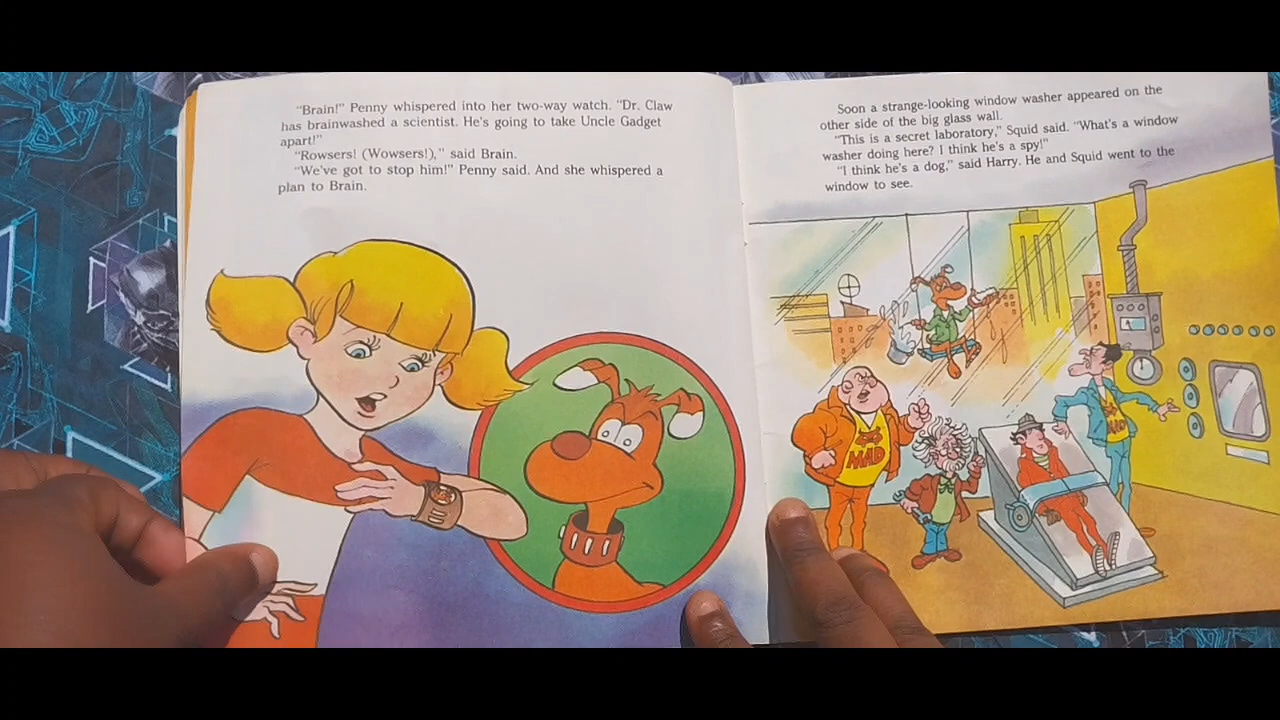 "Brain!" Penny whispered into her two-way watch. "Dr. Claw
has brainwashed a scientist. He's going to take Uncle Gadget
apart!"
"Rowsers! (Wowsers!)," said Brain.
"We've got to stop him!" Penny said. And she whispered a
plan to Brain.
Soon a strange-looking window washer appeared on the
other side of the big glass wall.
"This is a secret laboratory," Squid said. "What's a window
washer doing here? I think he's a spy!"
"I think he's a dog," said Harry. He and Squid went to the
window to see.
MAD
MAD